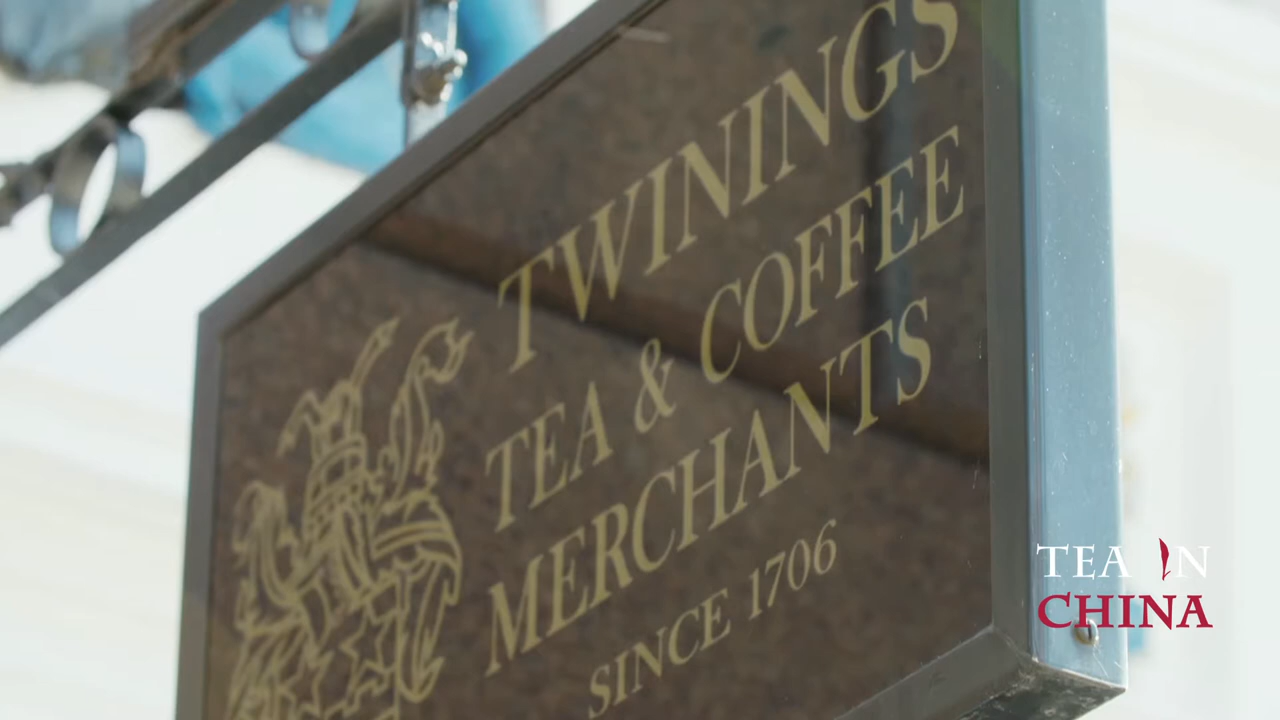 TWININGS
TEA & COFFEE
MERCHANTS
SINCE 1706
TEA IN
CHINA